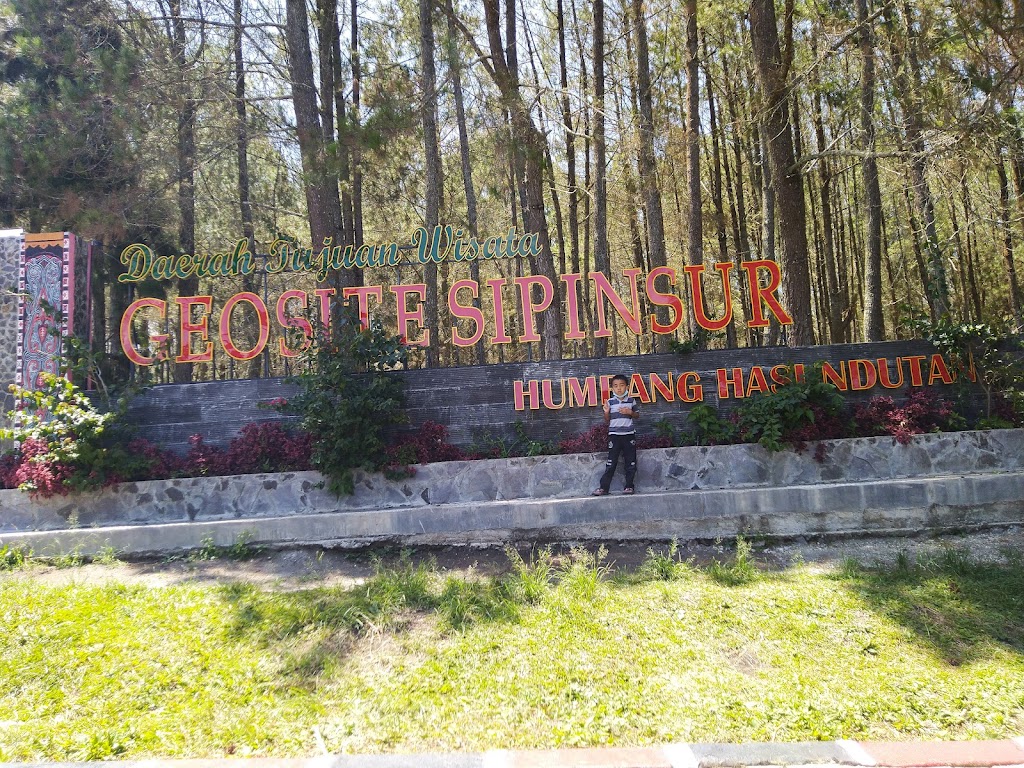 Daerah Tujuan Wisata
GEOSITE SIPINSUR
HUMBANG HASUNDUTAN